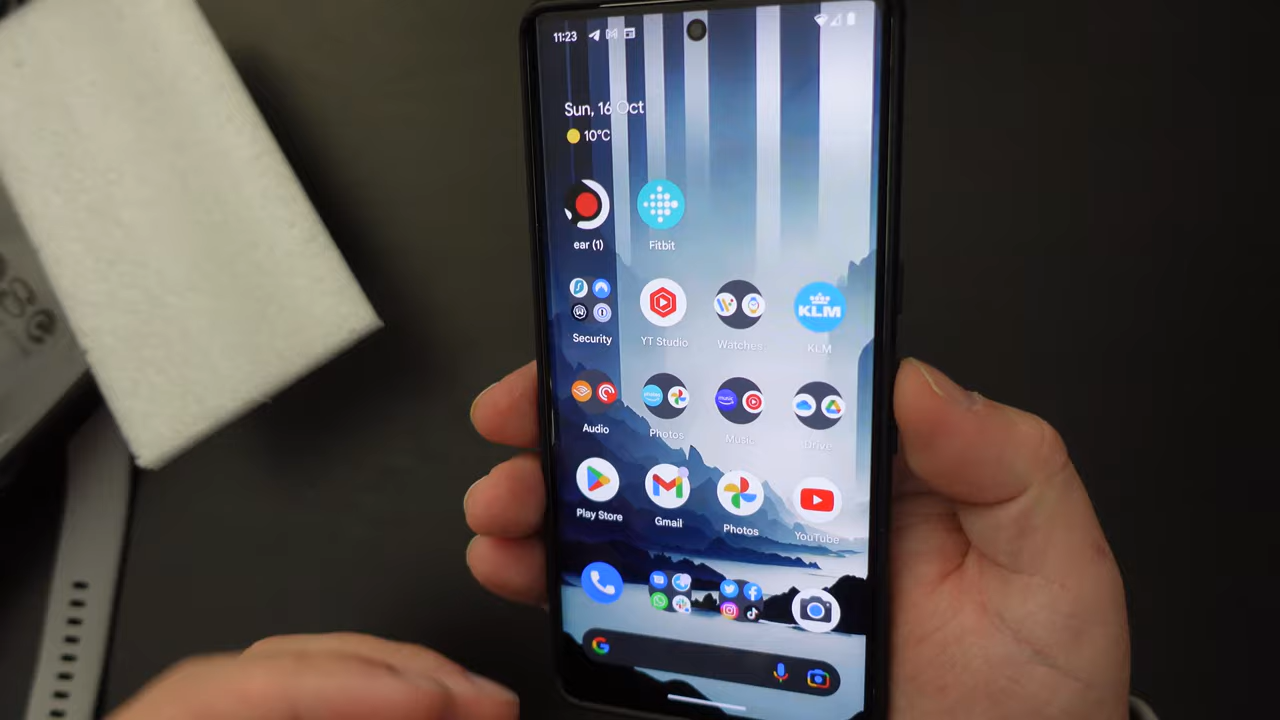 11:23
Sun, 16 Oct
10°C
ear (1)
Fitbit
KLM
Security
YT Studio
Watches
KLM
Audio
Photos
Music
Drive
Play Store
Gmail
Photos
YouTube